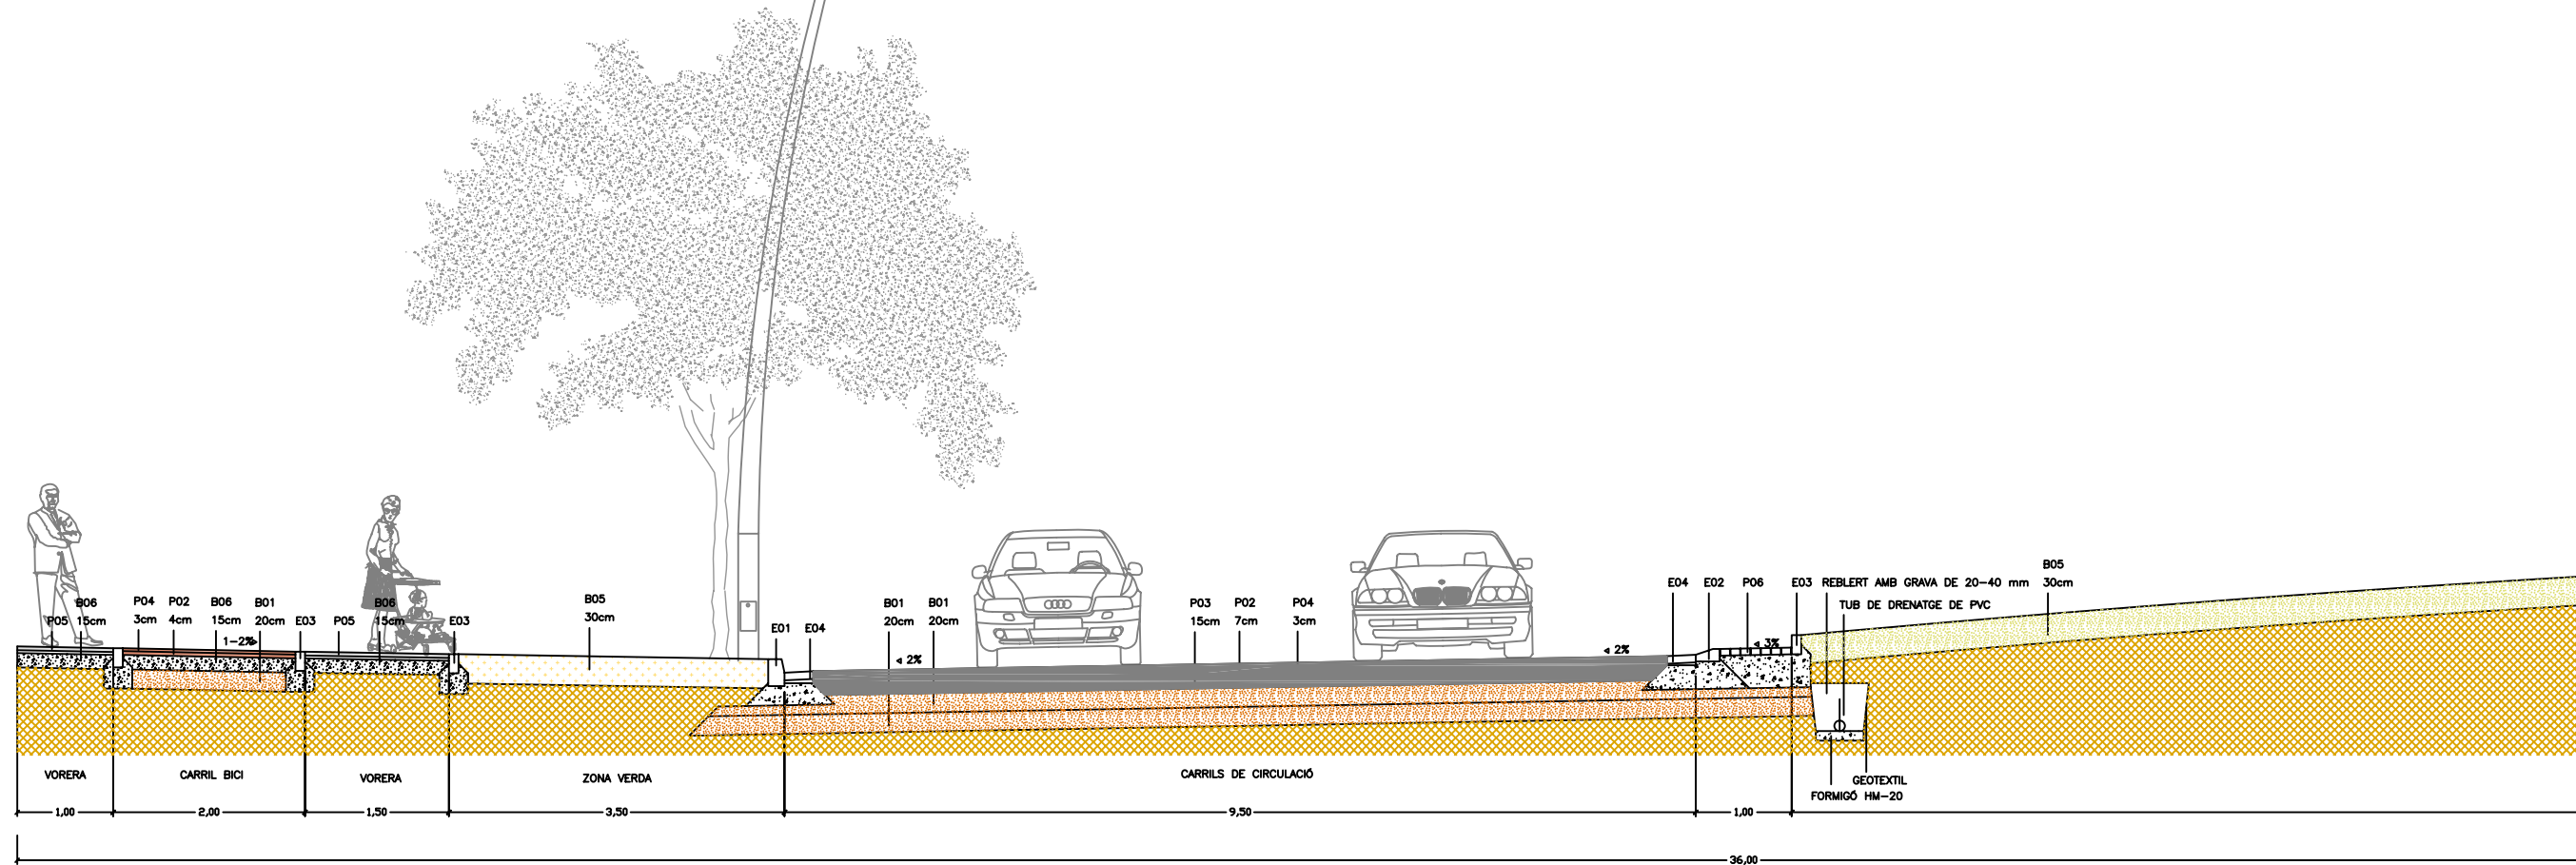 B05
30cm
E04 E02 P06 E03 REBLERT AMB GRAVA DE 20-40 mm
TUB DE DRENATGE DE PVC
B06
P05 15cm
P04 P02 B06 B01
3cm 4cm 15cm 20cm E03 P05
B06
15cm
E03
1-2%
B05
30cm
E01 E04
B01 B01
20cm 20cm
2%
P03 P02 P04
15cm 7cm 3cm
2%
3%
VORERA CARRIL BICI VORERA ZONA VERDA CARRILS DE CIRCULACIÓ
GEOTEXTIL
FORMIGÓ HM-20
1,00 2,00 1,50 3,50 9,50 1,00
36,00